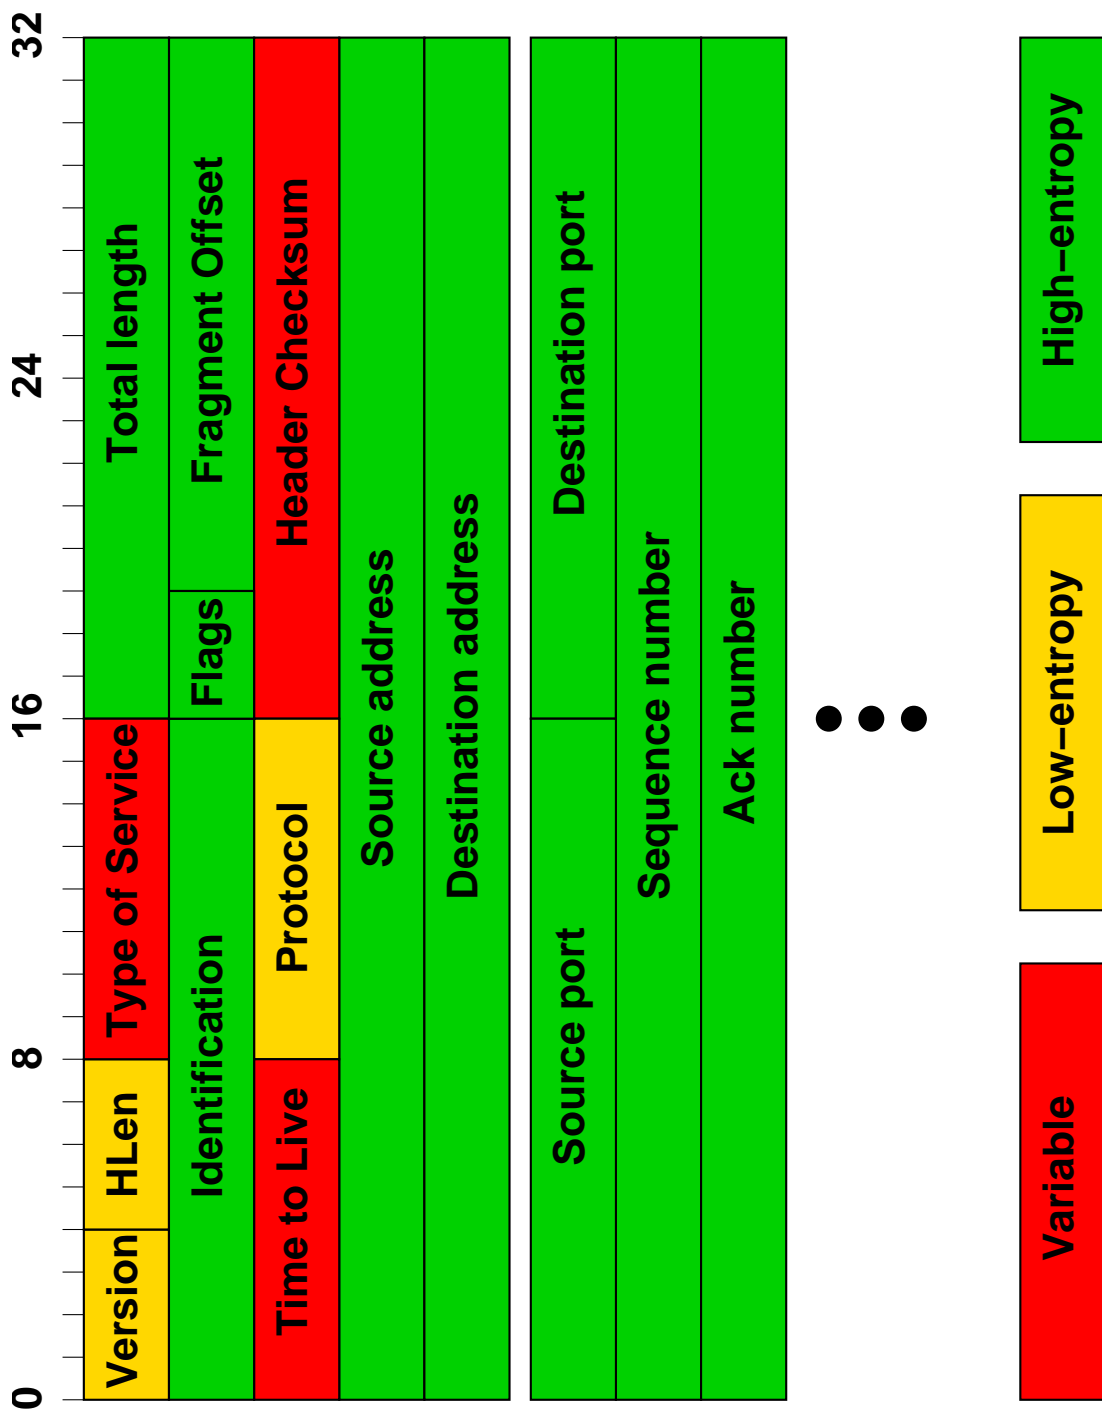 0 8 16 24 32
Version HLen Type of Service Total length
Identification Flags Fragment Offset
Time to Live Protocol Header Checksum
Source address
Destination address
Source port Destination port
Sequence number
Ack number
Variable Low−entropy High−entropy